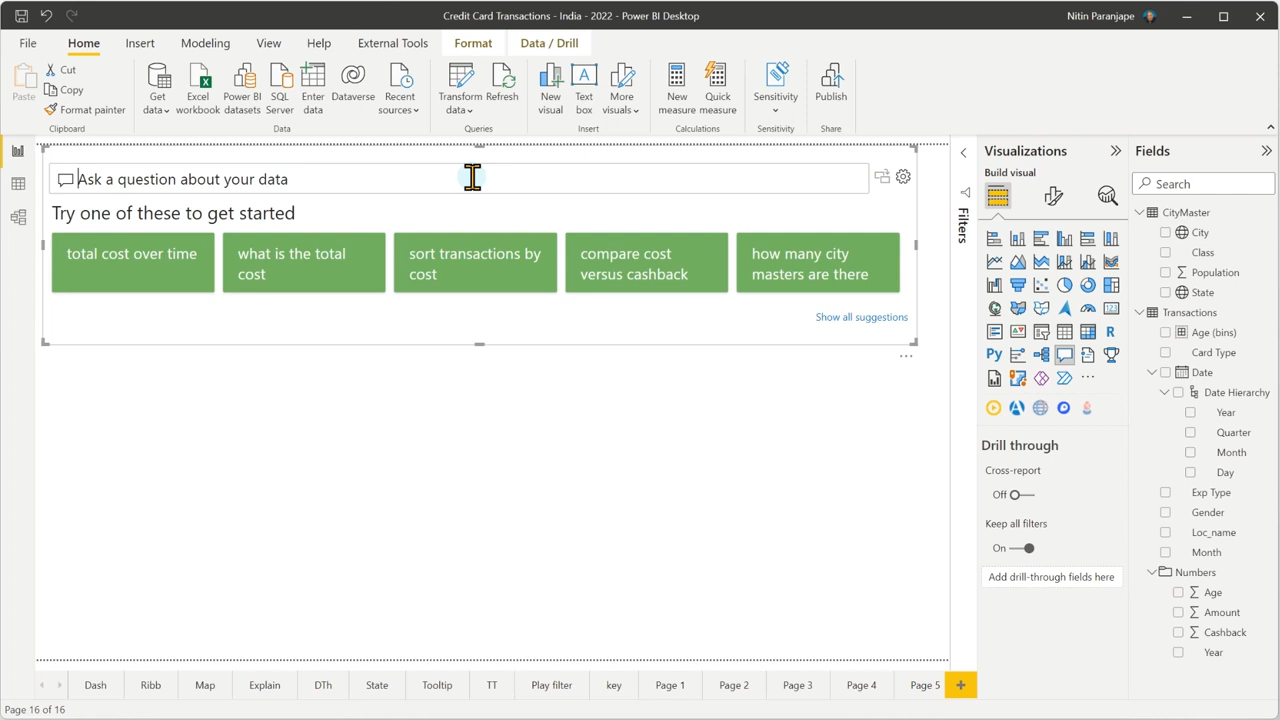 Credit Card Transactions - India - 2022 - Power BI Desktop
Nitin Paranjape
File Home Insert Modeling View Help External Tools Format Data / Drill
Paste
Cut
Copy
Format painter
Clipboard
Get data
Excel workbook
Power BI datasets
SQL Server
Enter data
Dataverse
Recent sources
Data
Transform data
Refresh
Queries
New visual
Text box
More visuals
Insert
New measure
Quick measure
Calculations
Sensitivity
Sensitivity
Publish
Share
Ask a question about your data
Try one of these to get started
total cost over time
what is the total
cost
sort transactions by
cost
compare cost
versus cashback
how many city
masters are there
Show all suggestions
Filters
Visualizations
Build visual
R
Py
123
Drill through
Cross-report
Off
Keep all filters
On
Add drill-through fields here
Fields
Search
CityMaster
City
Class
Population
State
Transactions
Age (bins)
Card Type
Date
Date Hierarchy
Year
Quarter
Month
Day
Exp Type
Gender
Loc_name
Month
Numbers
Age
Amount
Cashback
Year
Dash Ribb Map Explain DTh State Tooltip TT Play filter key Page 1 Page 2 Page 3 Page 4 Page 5
Page 16 of 16